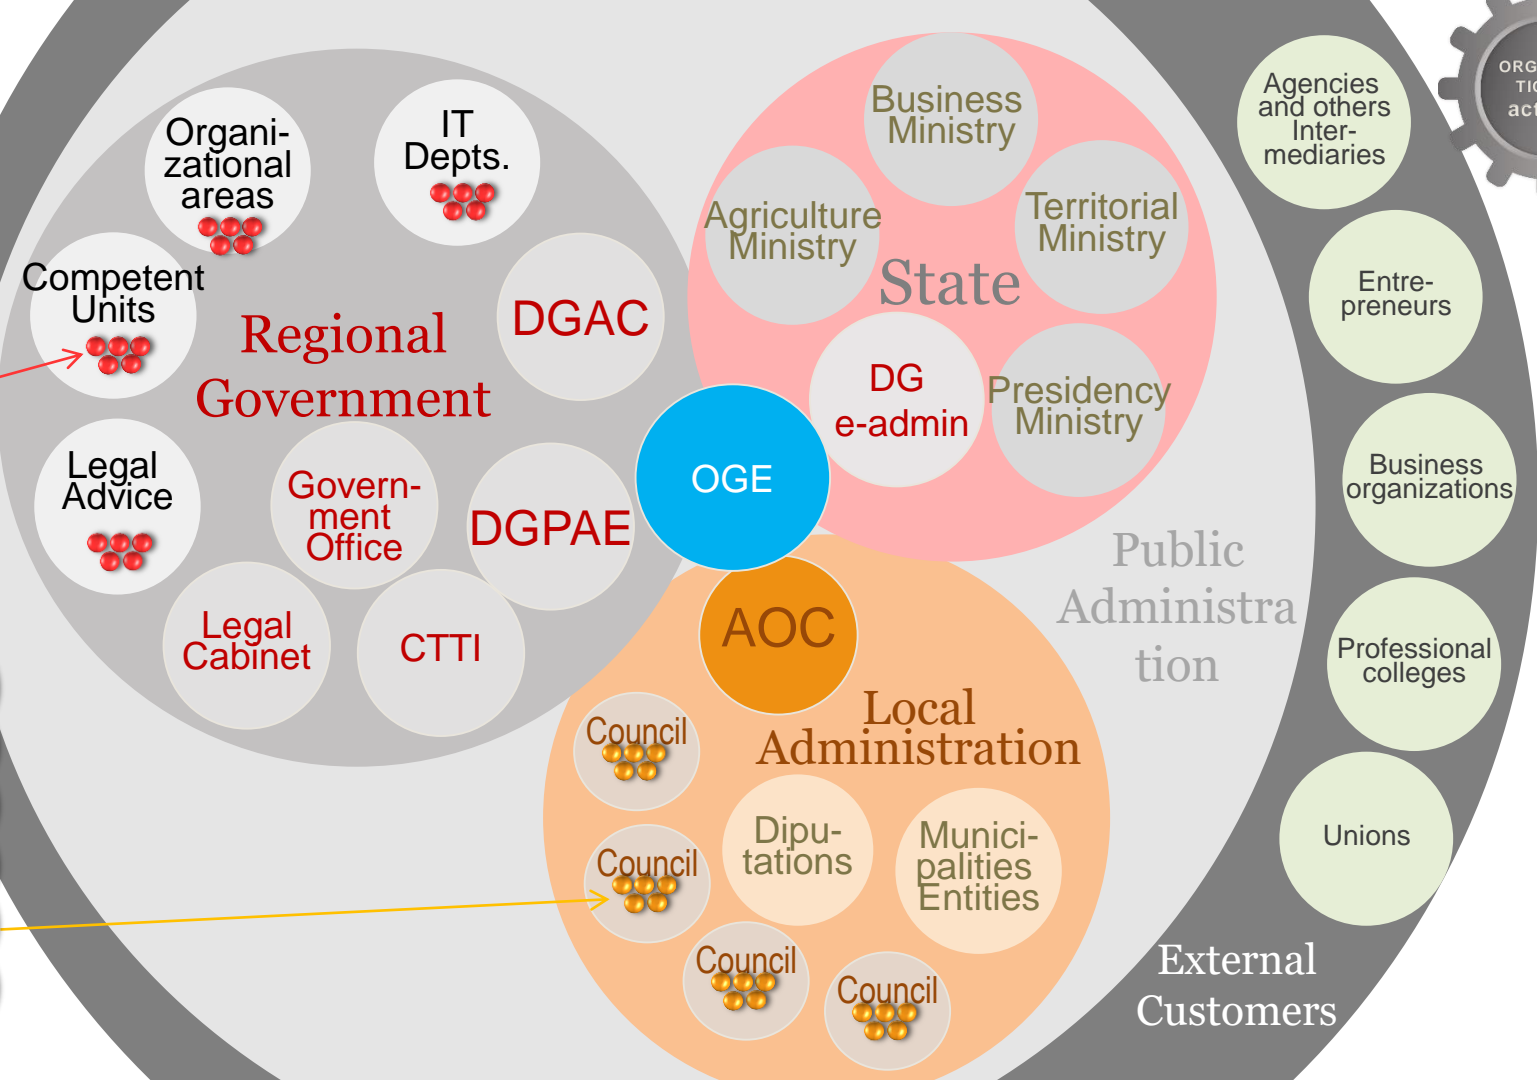 Organi-
zational
areas
IT
Depts.
Competent
Units
Regional
Government
DGAC
Legal
Advice
Govern-
ment
Office
DGPAE
Legal
Cabinet
CTTI
OGE
Business
Ministry
Agriculture
Ministry
Territorial
Ministry
State
DG
e-admin
Presidency
Ministry
Public
Administra
tion
AOC
Local
Administration
Council
Council
Council
Council
Dipu-
tations
Munici-
palities
Entities
Agencies
and others
Inter-
mediaries
Entre-
preneurs
Business
organizations
Professional
colleges
Unions
External
Customers